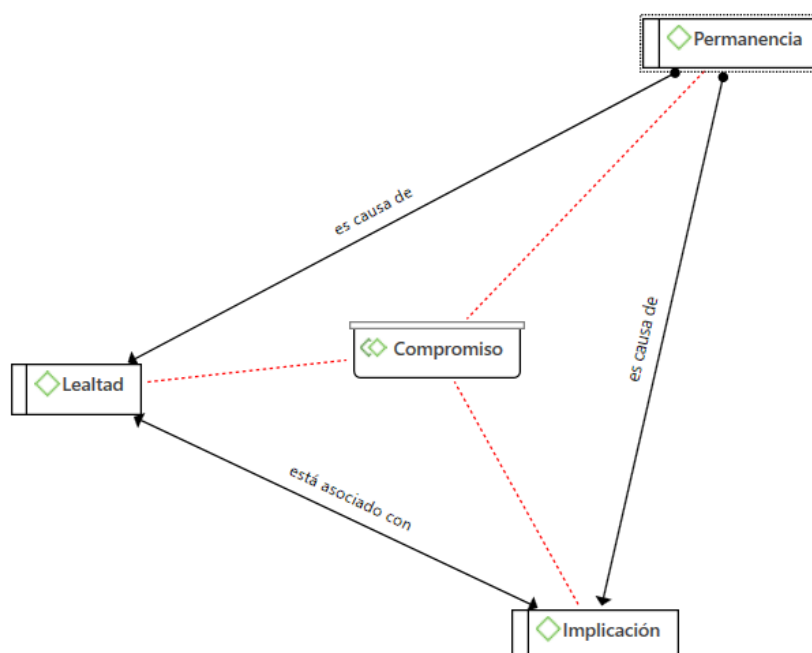 Permanencia
es causa de
es causa de
Compromiso
Lealtad
está asociado con
Implicación